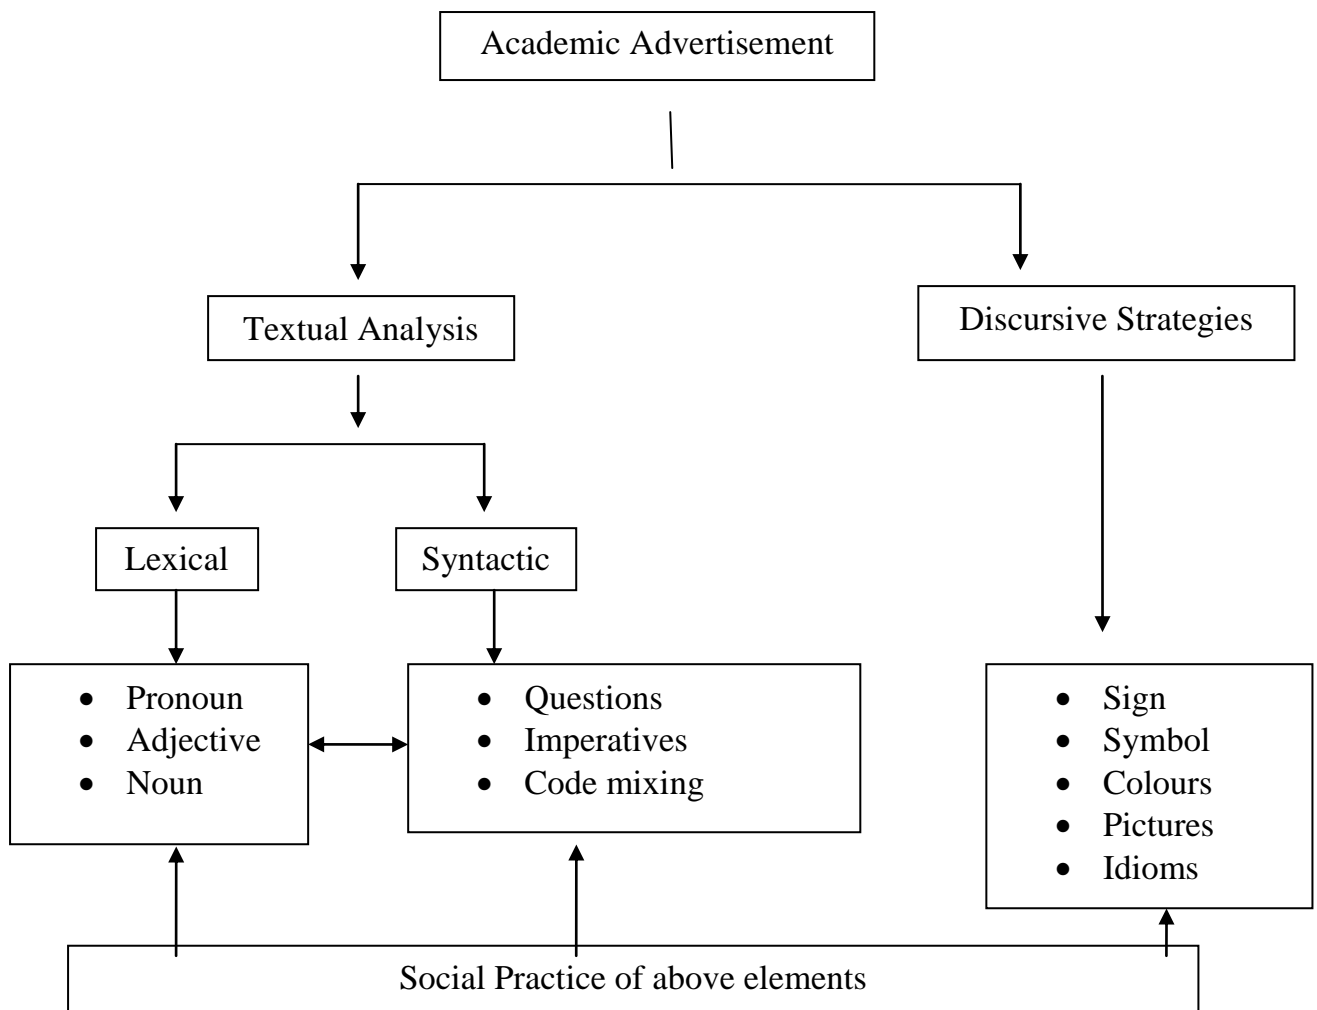 Academic Advertisement
Textual Analysis
Discursive Strategies
Lexical
Syntactic
• Pronoun
• Adjective
• Noun
• Questions
• Imperatives
• Code mixing
• Sign
• Symbol
• Colours
• Pictures
• Idioms
Social Practice of above elements